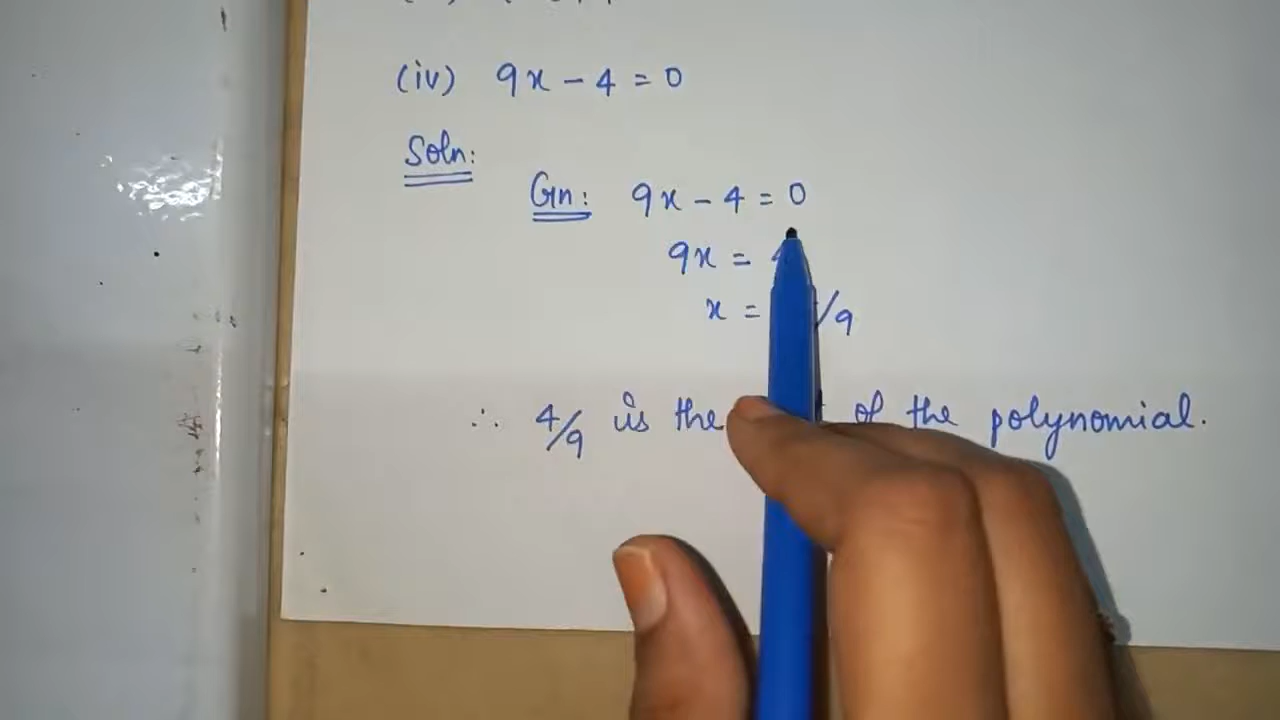 (iv) 9x - 4 = 0
Soln:
Gn: 9x - 4 = 0
9x =
x = /9
∴ 4/9 is the of the polynomial.